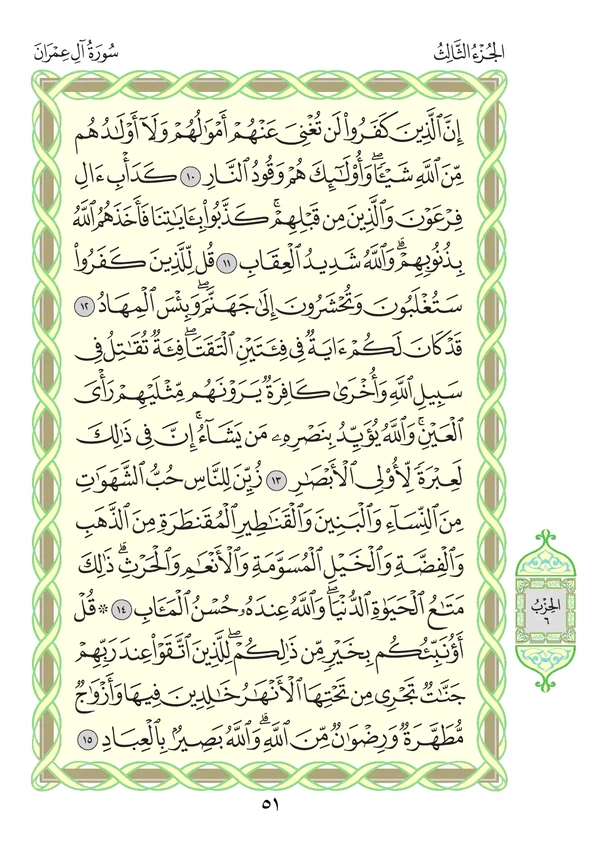 الجُزْءُ الثَّالِثُ
سُورَةُ آلِ عِمْرَانَ
إِنَّ ٱلَّذِينَ كَفَرُوا۟ لَن تُغْنِىَ عَنْهُمْ أَمْوَٰلُهُمْ وَلَآ أَوْلَٰدُهُم
مِّنَ ٱللَّهِ شَيْـًٔا ۖ وَأُو۟لَٰٓئِكَ هُمْ وَقُودُ ٱلنَّارِ ١٠ كَدَأْبِ ءَالِ
فِرْعَوْنَ وَٱلَّذِينَ مِن قَبْلِهِمْ ۚ كَذَّبُوا۟ بِـَٔايَٰتِنَا فَأَخَذَهُمُ ٱللَّهُ
بِذُنُوبِهِمْ ۗ وَٱللَّهُ شَدِيدُ ٱلْعِقَابِ ١١ قُل لِّلَّذِينَ كَفَرُوا۟
سَتُغْلَبُونَ وَتُحْشَرُونَ إِلَىٰ جَهَنَّمَ ۚ وَبِئْسَ ٱلْمِهَادُ ١٢
قَدْ كَانَ لَكُمْ ءَايَةٌ فِى فِئَتَيْنِ ٱلْتَقَتَا ۖ فِئَةٌ تُقَٰتِلُ فِى
سَبِيلِ ٱللَّهِ وَأُخْرَىٰ كَافِرَةٌ يَرَوْنَهُم مِّثْلَيْهِمْ رَأْىَ
ٱلْعَيْنِ ۚ وَٱللَّهُ يُؤَيِّدُ بِنَصْرِهِۦ مَن يَشَآءُ ۗ إِنَّ فِى ذَٰلِكَ
لَعِبْرَةً لِّأُو۟لِى ٱلْأَبْصَٰرِ ١٣ زُيِّنَ لِلنَّاسِ حُبُّ ٱلشَّهَوَٰتِ
مِنَ ٱلنِّسَآءِ وَٱلْبَنِينَ وَٱلْقَنَٰطِيرِ ٱلْمُقَنطَرَةِ مِنَ ٱلذَّهَبِ
وَٱلْفِضَّةِ وَٱلْخَيْلِ ٱلْمُسَوَّمَةِ وَٱلْأَنْعَٰمِ وَٱلْحَرْثِ ۗ ذَٰلِكَ
مَتَٰعُ ٱلْحَيَوٰةِ ٱلدُّنْيَا ۖ وَٱللَّهُ عِندَهُۥ حُسْنُ ٱلْمَـَٔابِ ١٤ ۞ قُلْ
أَؤُنَبِّئُكُم بِخَيْرٍ مِّن ذَٰلِكُمْ ۚ لِلَّذِينَ ٱتَّقَوْا۟ عِندَ رَبِّهِمْ
جَنَّٰتٌ تَجْرِى مِن تَحْتِهَا ٱلْأَنْهَٰرُ خَٰلِدِينَ فِيهَا وَأَزْوَٰجٌ
مُّطَهَّرَةٌ وَرِضْوَٰنٌ مِّنَ ٱللَّهِ ۗ وَٱللَّهُ بَصِيرٌۢ بِٱلْعِبَادِ ١٥
الحِزْبُ
٦
٥١